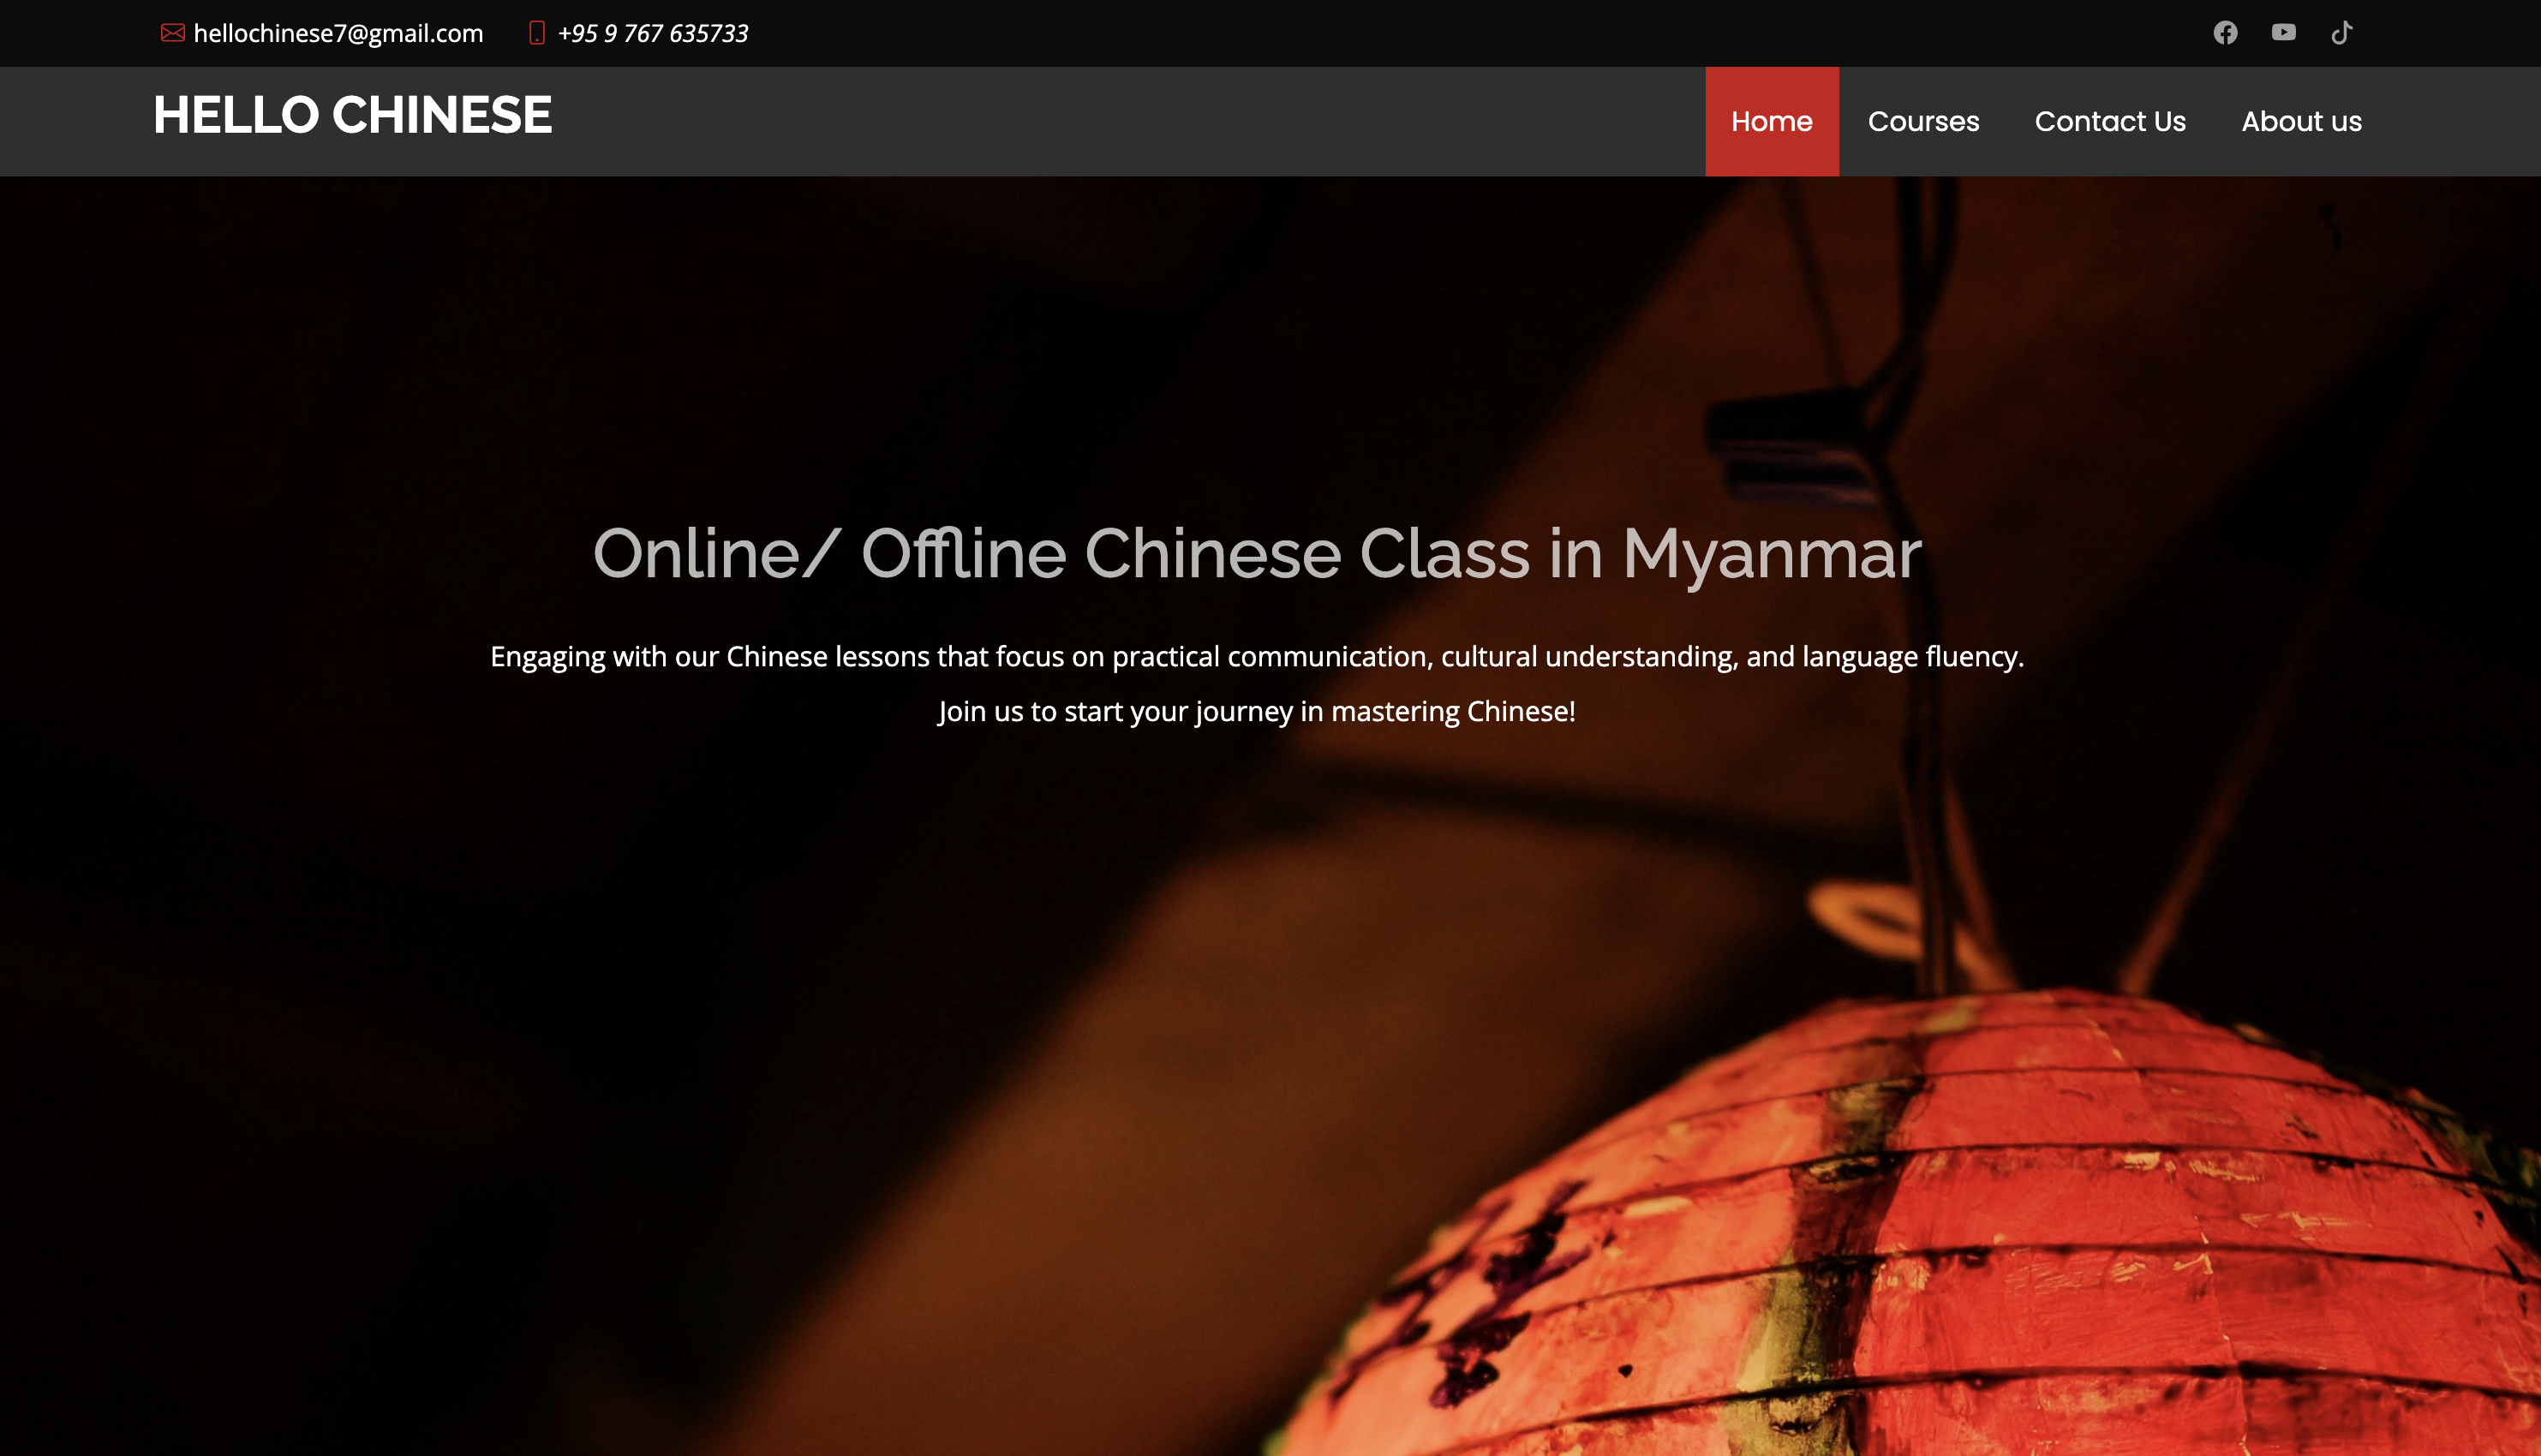 hellochinese7@gmail.com +95 9 767 635733
HELLO CHINESE
Home Courses Contact Us About us
Online/ Offline Chinese Class in Myanmar
Engaging with our Chinese lessons that focus on practical communication, cultural understanding, and language fluency.
Join us to start your journey in mastering Chinese!